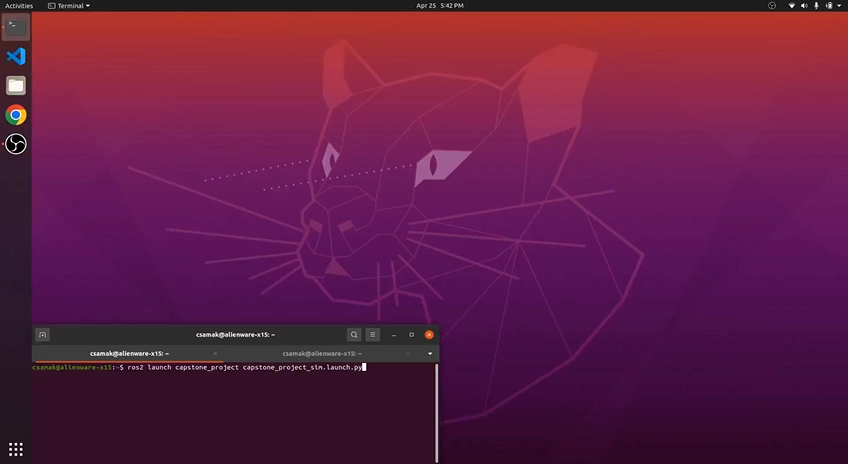 Activities
Terminal
Apr 25 5:42 PM
csamak@alienware-x15: ~
csamak@alienware-x15: ~
csamak@alienware-x15: ~
csamak@alienware-x15:~$ ros2 launch capstone_project capstone_project_sim.launch.py